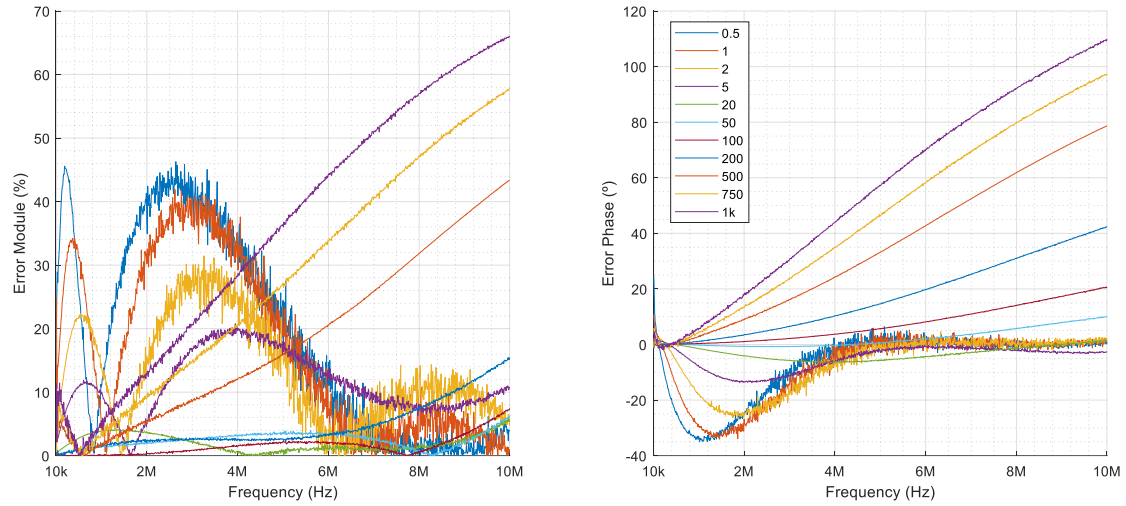 70
60
50
40
30
20
10
0
Error Module (%)
10k
2M
4M
6M
8M
10M
Frequency (Hz)
120
100
80
60
40
20
0
-20
-40
Error Phase (º)
0.5
1
2
5
20
50
100
200
500
750
1k
10k
2M
4M
6M
8M
10M
Frequency (Hz)